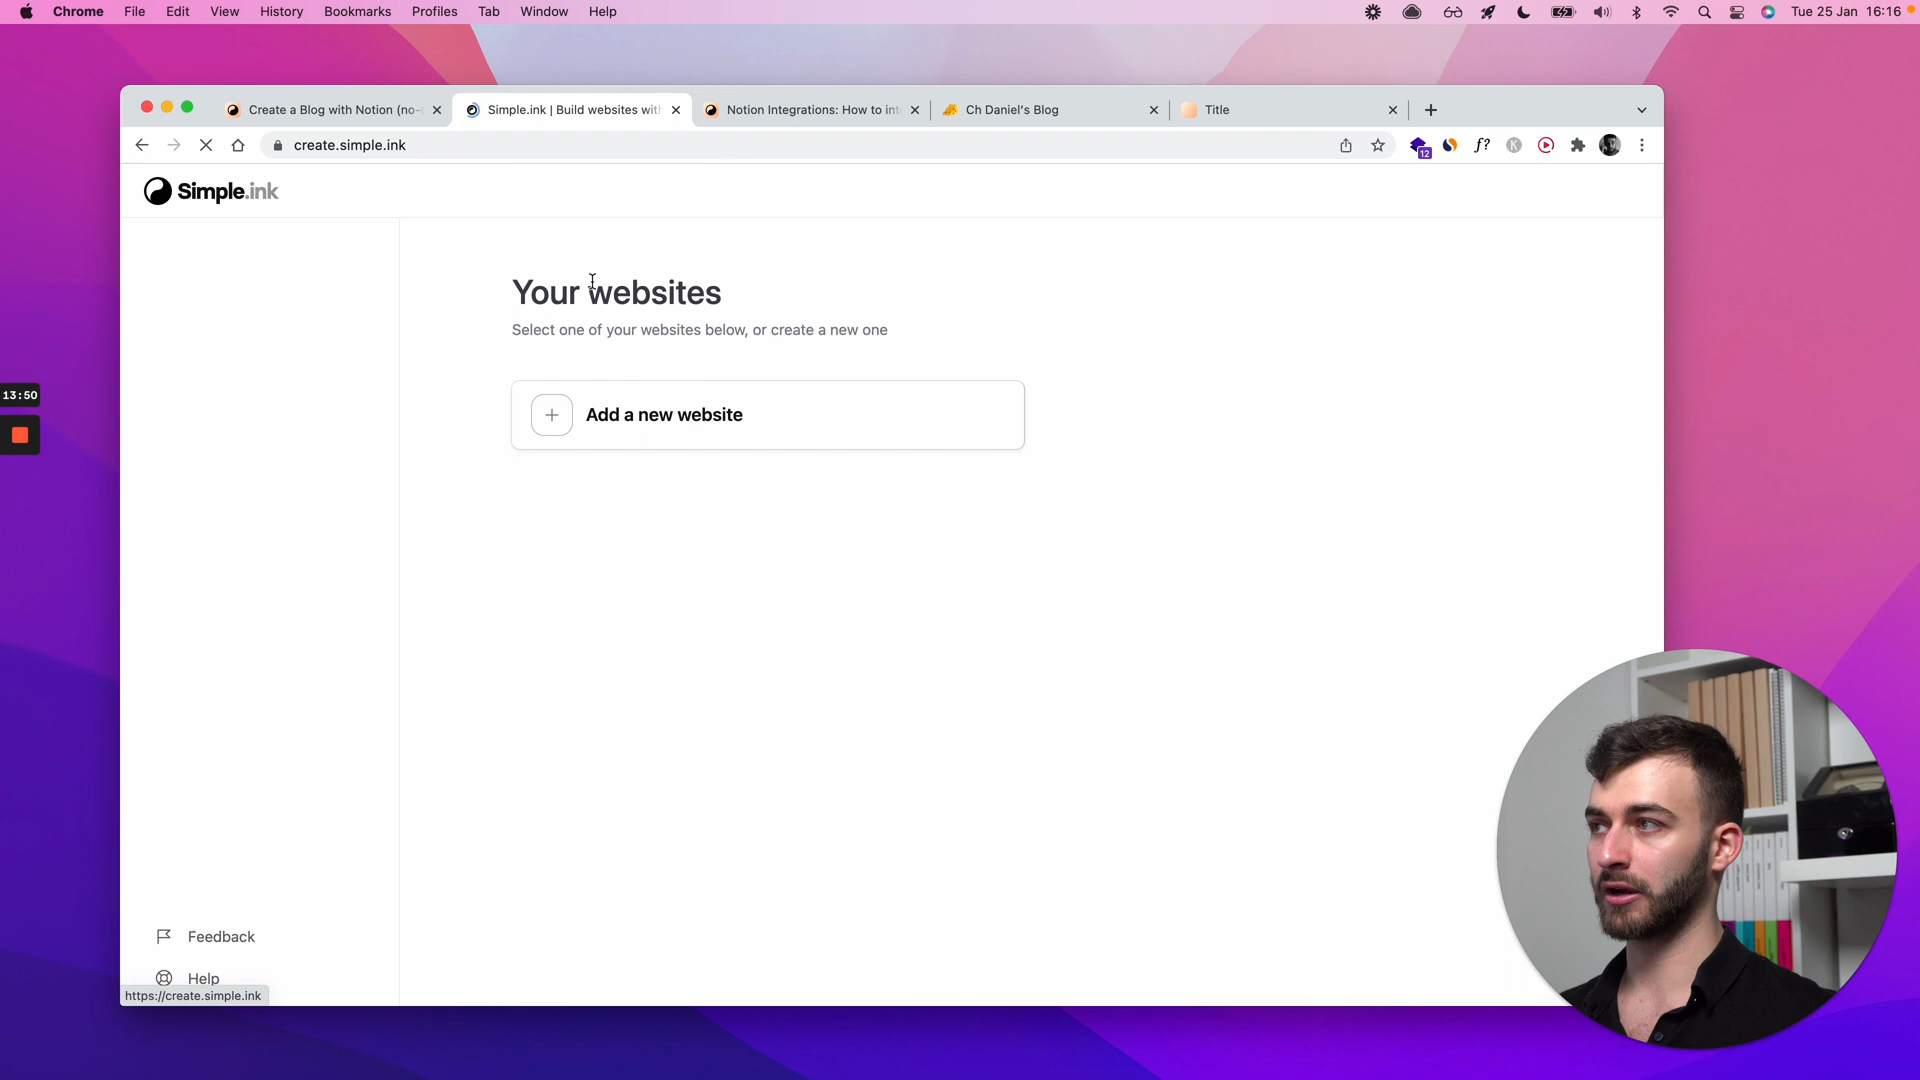 Chrome File Edit View History Bookmarks Profiles Tab Window Help Tue 25 Jan 16:16
Create a Blog with Notion (no-c Simple.ink | Build websites with Notion Integrations: How to inte Ch Daniel's Blog Title
create.simple.ink
f?
K
12
Simple.ink
Your websites
Select one of your websites below, or create a new one
13:50
Add a new website
Feedback
Help
https://create.simple.ink